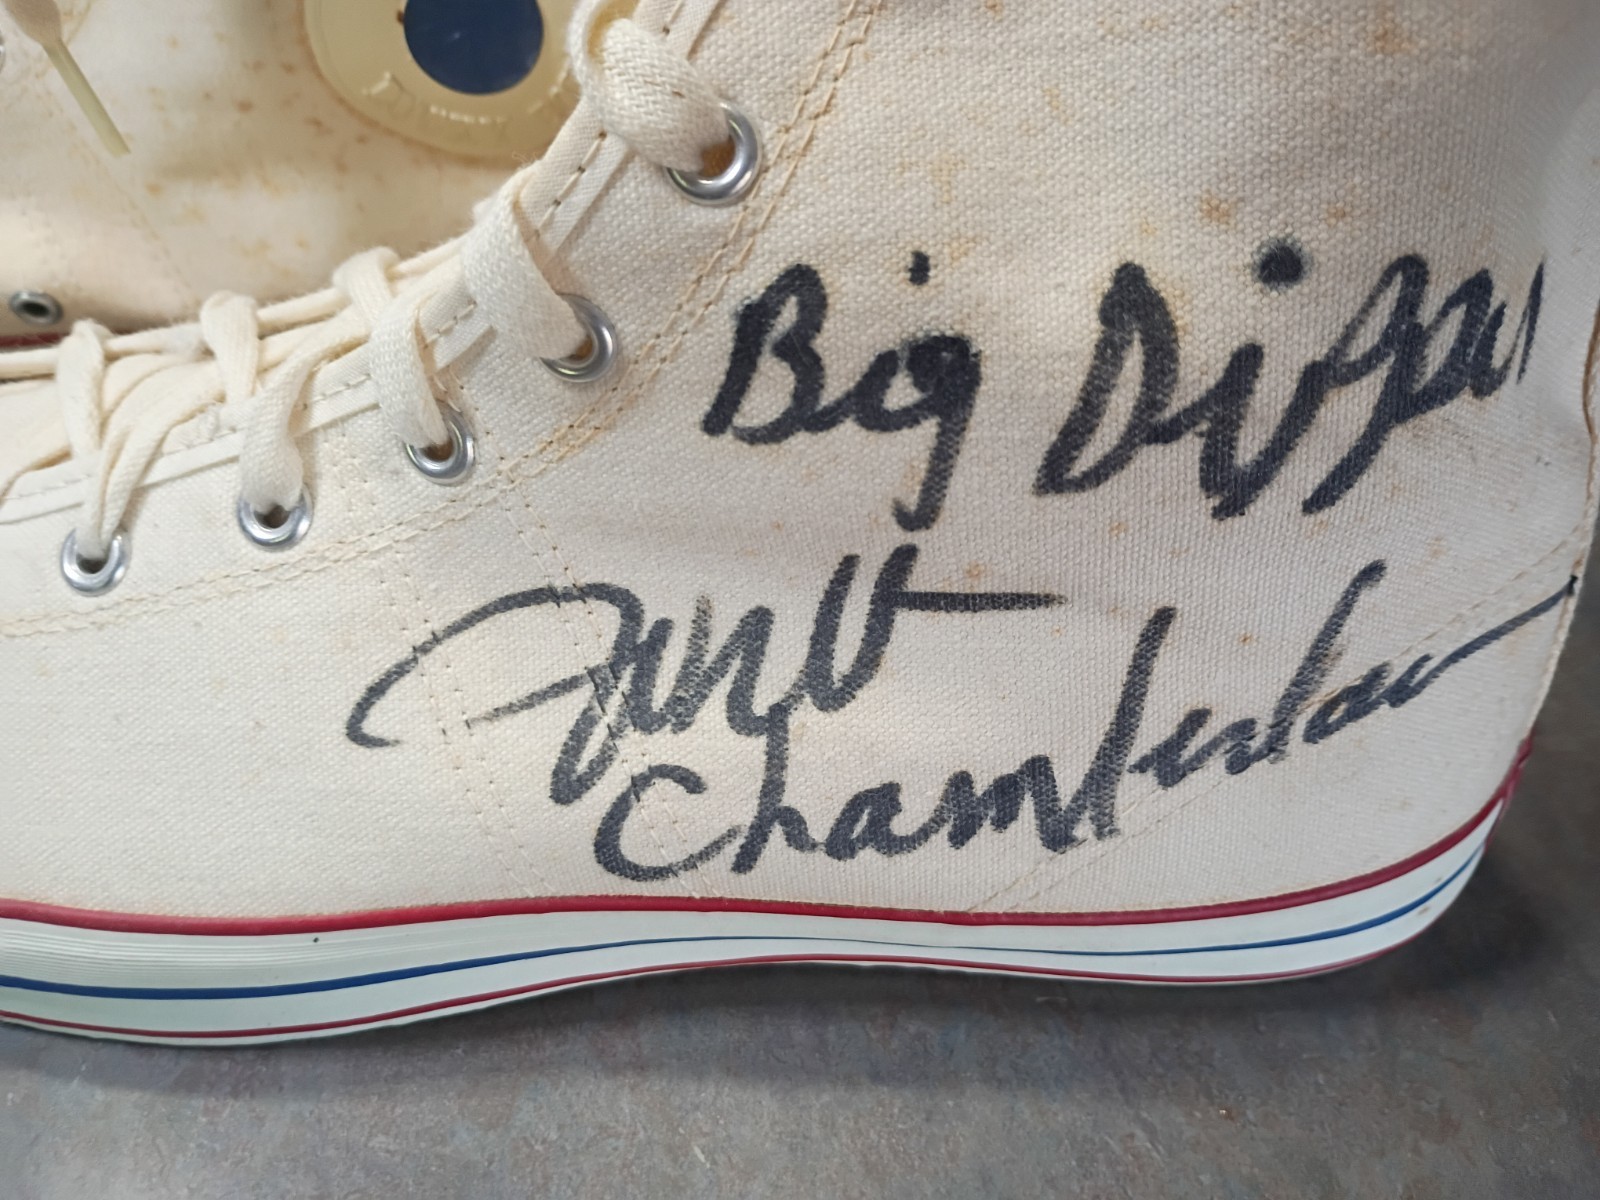 Big Dipper
Wilt
Chamberlain